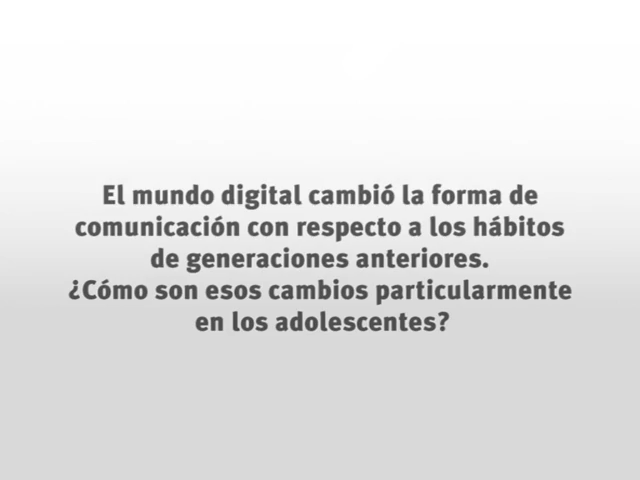 El mundo digital cambió la forma de
comunicación con respecto a los hábitos
de generaciones anteriores.
¿Cómo son esos cambios particularmente
en los adolescentes?